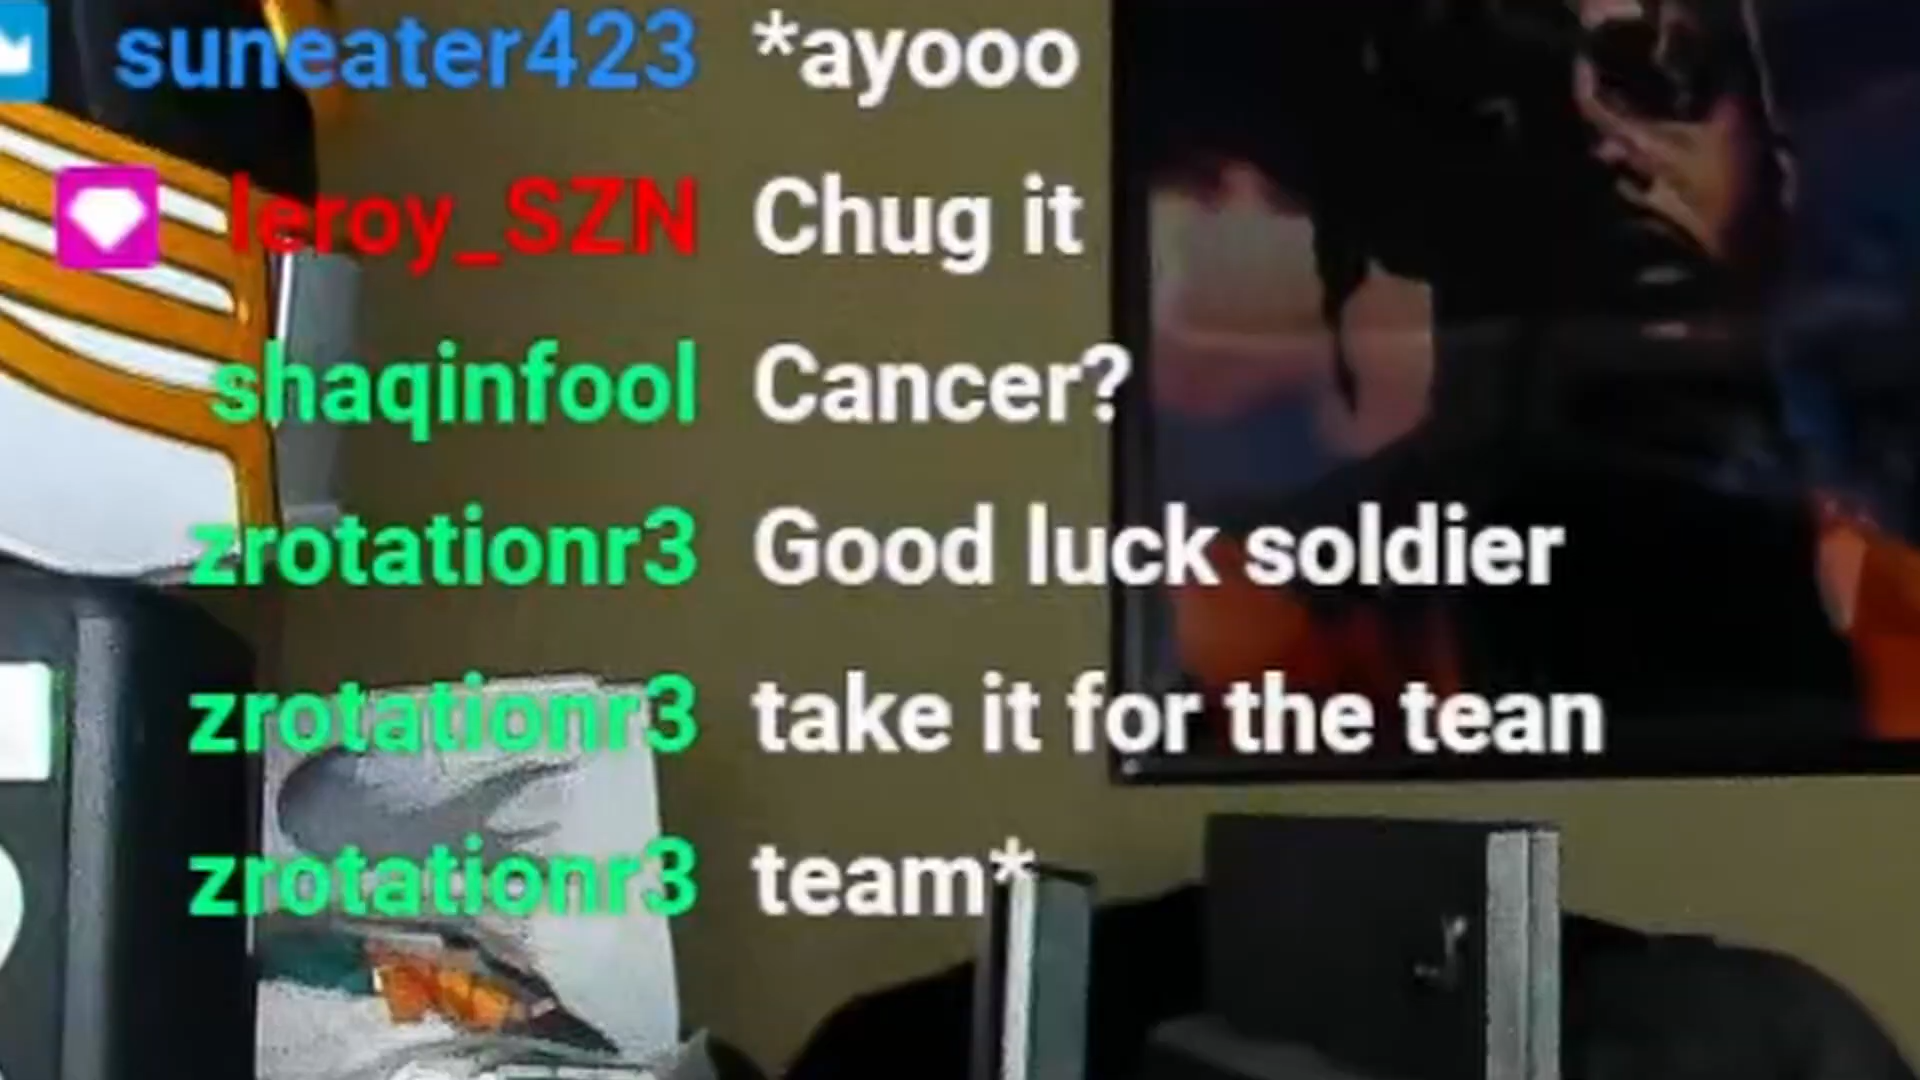 suneater423 *ayooo
leroy_SZN Chug it
shaqinfool Cancer?
zrotationr3 Good luck soldier
zrotationr3 take it for the tean
zrotationr3 team*